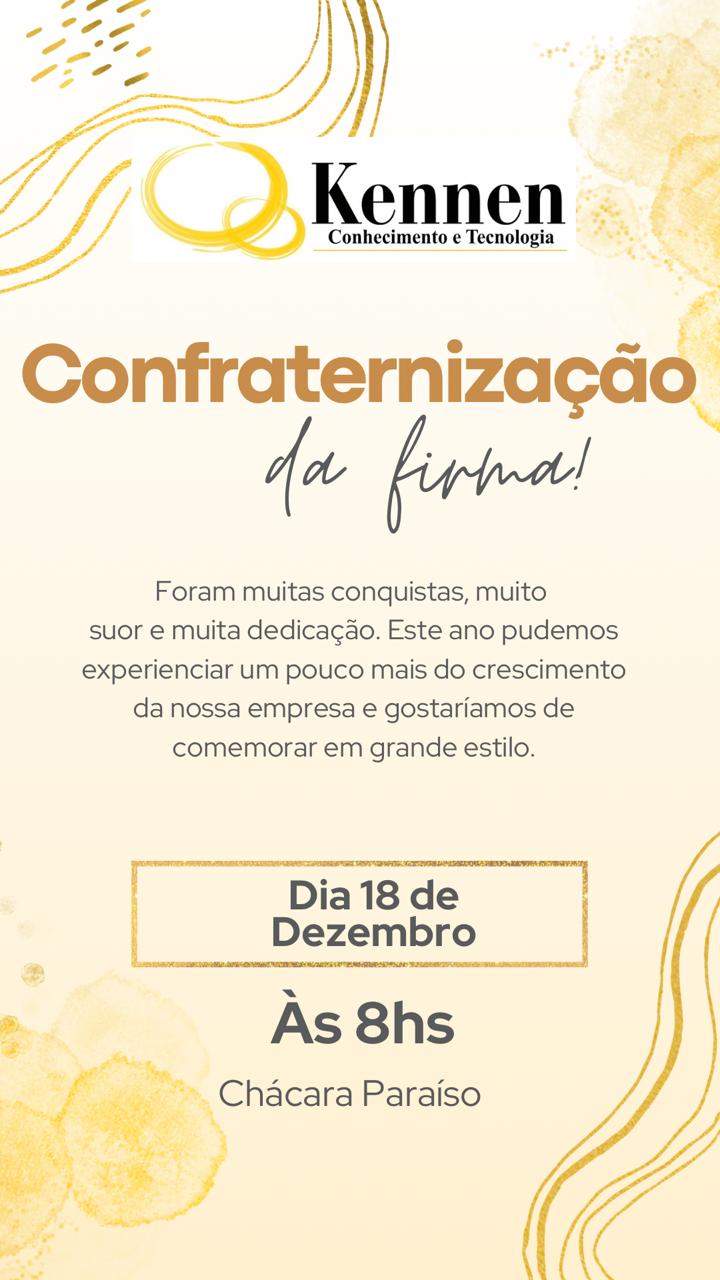 Kennen
Conhecimento e Tecnologia
Confraternização
da firma!
Foram muitas conquistas, muito
suor e muita dedicação. Este ano pudemos
experienciar um pouco mais do crescimento
da nossa empresa e gostaríamos de
comemorar em grande estilo.
Dia 18 de
Dezembro
Às 8hs
Chácara Paraíso